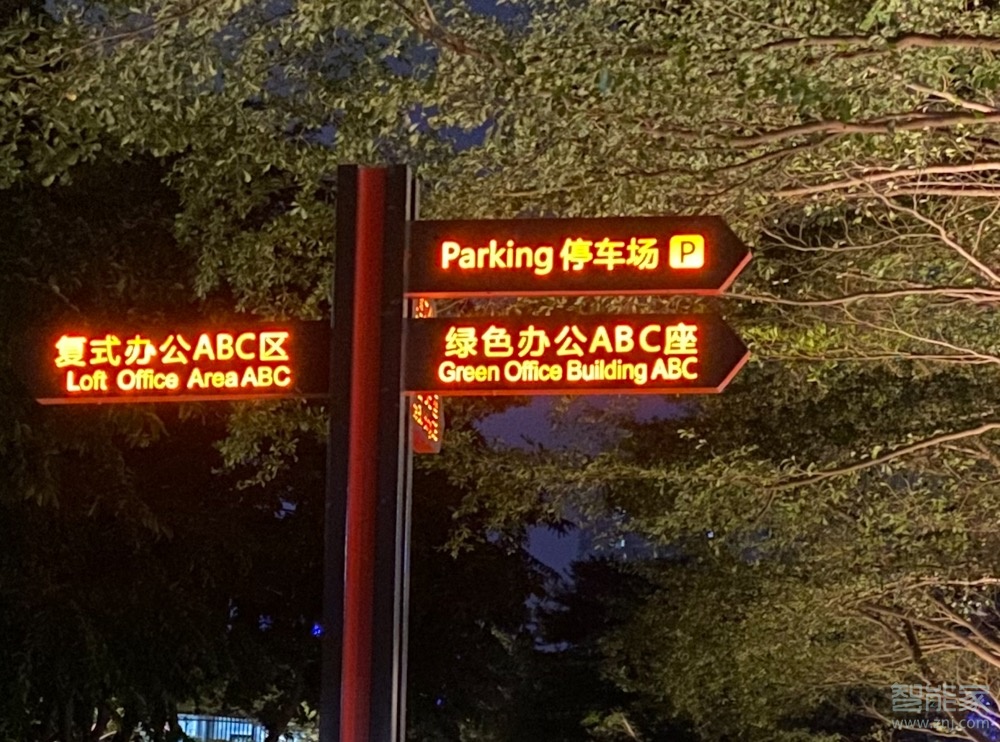 Parking 停车场 P
复式办公ABC区
Loft Office Area ABC
绿色办公ABC座
Green Office Building ABC
智能家
www.znj.com